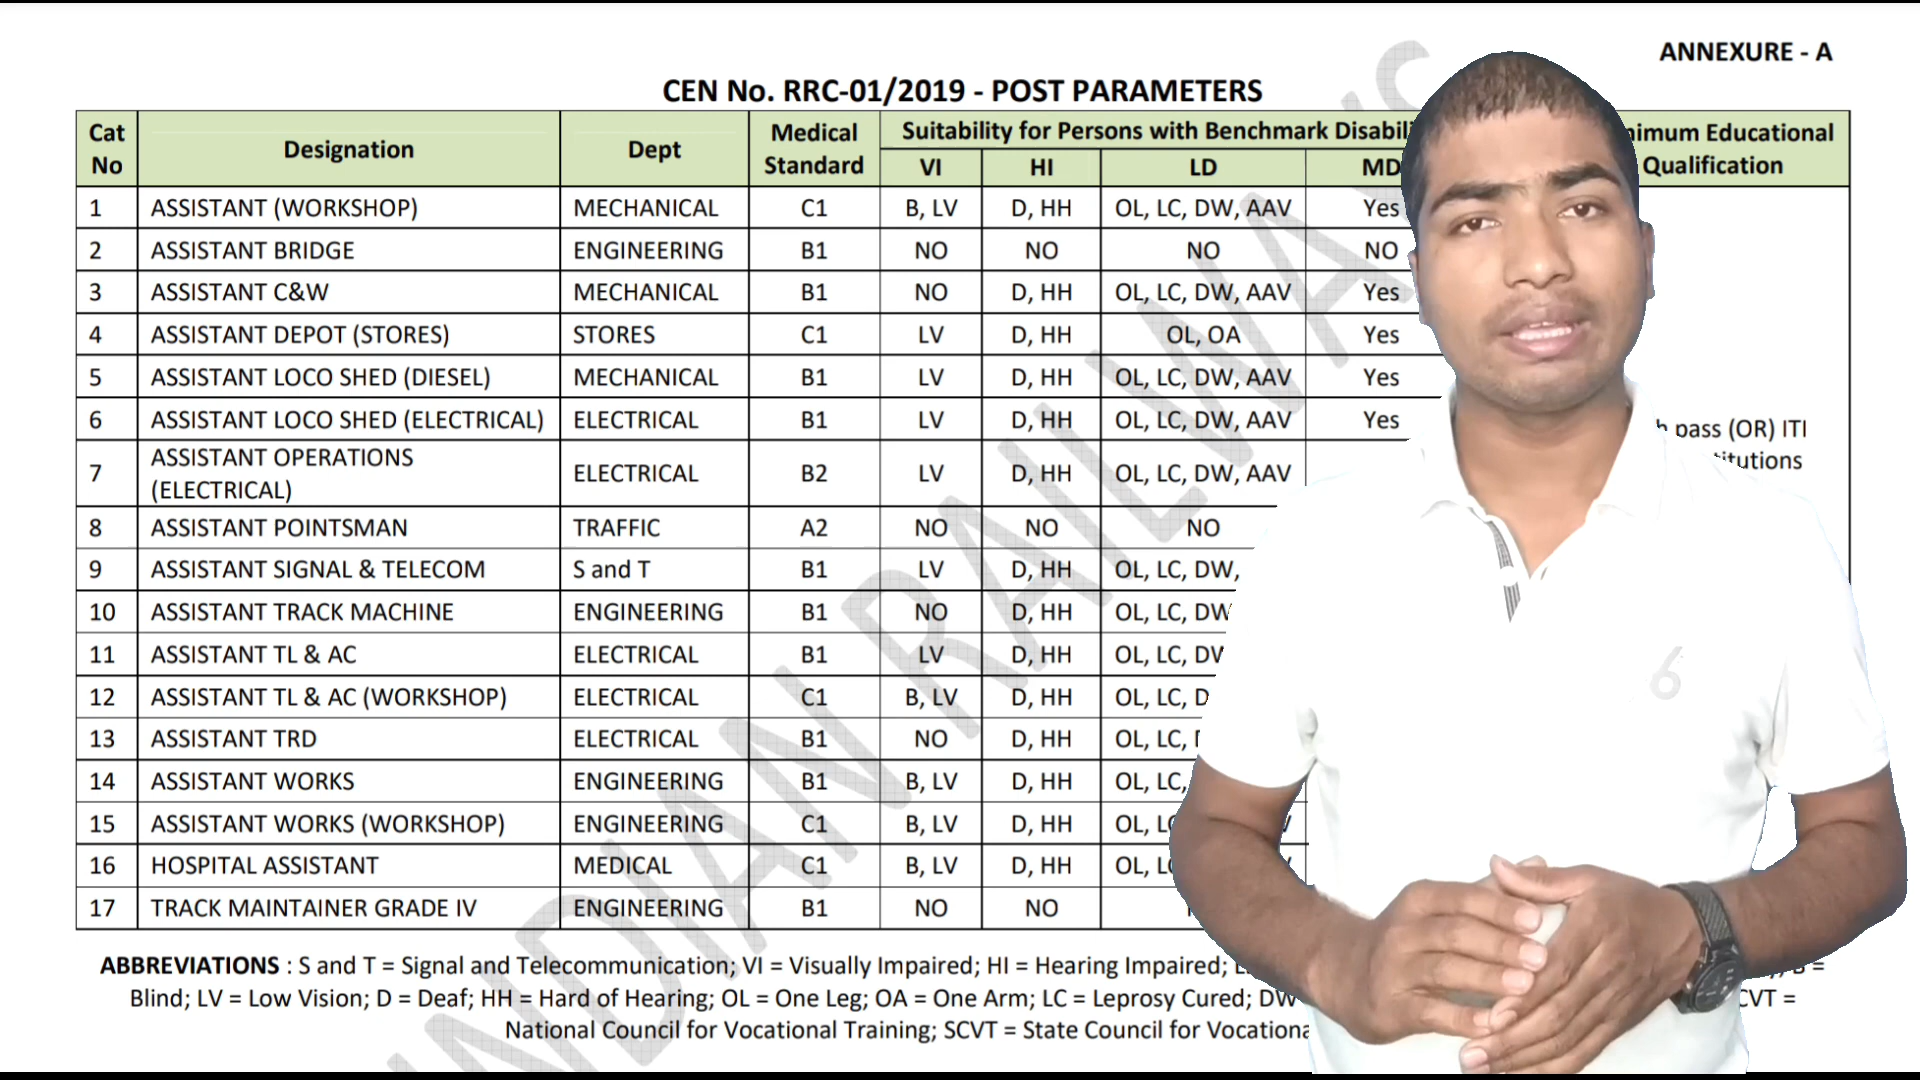 ANNEXURE - A
CEN No. RRC-01/2019 - POST PARAMETERS
Cat No Designation Dept Medical Standard Suitability for Persons with Benchmark Educational Qualification
VI HI LD MD
1 ASSISTANT (WORKSHOP) MECHANICAL C1 B, LV D, HH OL, LC, DW, AAV Yes
2 ASSISTANT BRIDGE ENGINEERING B1 NO NO NO NO
3 ASSISTANT C&W MECHANICAL B1 NO D, HH OL, LC, DW, AAV Yes
4 ASSISTANT DEPOT (STORES) STORES C1 LV D, HH OL, OA Yes
5 ASSISTANT LOCO SHED (DIESEL) MECHANICAL B1 LV D, HH OL, LC, DW, AAV Yes
6 ASSISTANT LOCO SHED (ELECTRICAL) ELECTRICAL B1 LV D, HH OL, LC, DW, AAV Yes
pass (OR) ITI
7 ASSISTANT OPERATIONS (ELECTRICAL) ELECTRICAL B2 LV D, HH OL, LC, DW, AAV
8 ASSISTANT POINTSMAN TRAFFIC A2 NO NO NO
9 ASSISTANT SIGNAL & TELECOM S and T B1 LV D, HH OL, LC, DW,
10 ASSISTANT TRACK MACHINE ENGINEERING B1 NO D, HH OL, LC, DW
11 ASSISTANT TL & AC ELECTRICAL B1 LV D, HH OL, LC,
12 ASSISTANT TL & AC (WORKSHOP) ELECTRICAL C1 B, LV D, HH OL, LC,
13 ASSISTANT TRD ELECTRICAL B1 NO D, HH OL, LC,
14 ASSISTANT WORKS ENGINEERING B1 B, LV D, HH OL, LC,
15 ASSISTANT WORKS (WORKSHOP) ENGINEERING C1 B, LV D, HH OL,
16 HOSPITAL ASSISTANT MEDICAL C1 B, LV D, HH OL,
17 TRACK MAINTAINER GRADE IV ENGINEERING B1 NO NO
ABBREVIATIONS : S and T = Signal and Telecommunication; VI = Visually Impaired; HI = Hearing Impaired; =
Blind; LV = Low Vision; D = Deaf; HH = Hard of Hearing; OL = One Leg; OA = One Arm; LC = Leprosy Cured; DW =
National Council for Vocational Training; SCVT = State Council for
INDIAN RAILWAYS